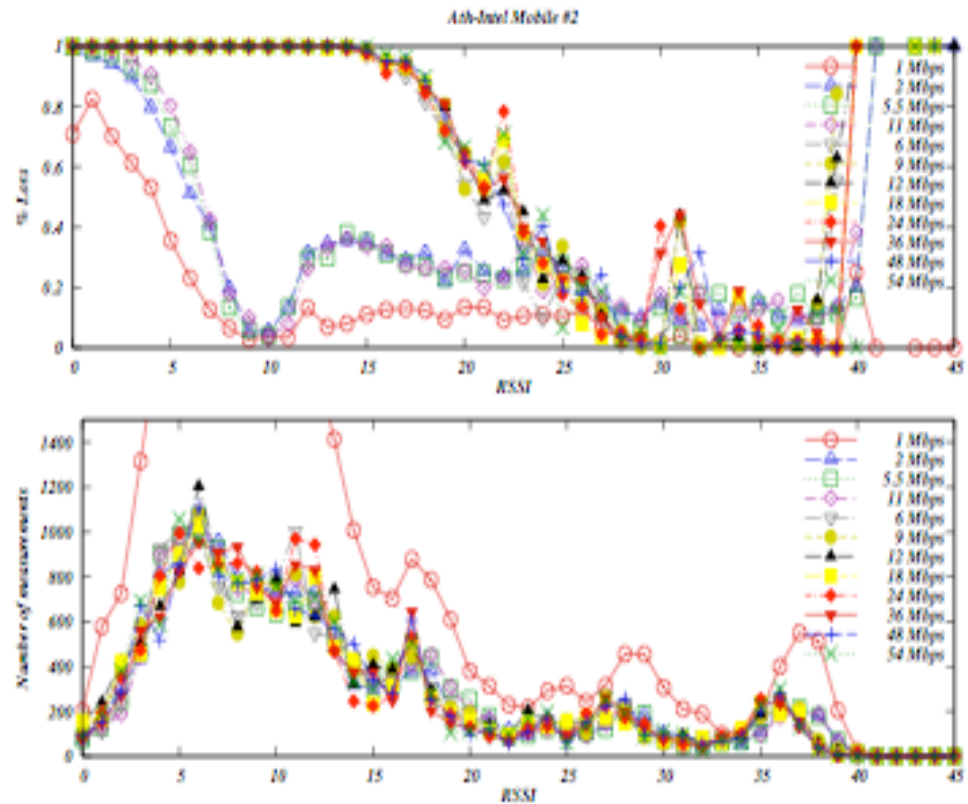 Ath-Intel Mobile #2
% Loss
1
0.8
0.6
0.4
0.2
0
0 5 10 15 20 25 30 35 40 45
RSSI
1 Mbps
2 Mbps
5.5 Mbps
11 Mbps
6 Mbps
9 Mbps
12 Mbps
18 Mbps
24 Mbps
36 Mbps
48 Mbps
54 Mbps
Number of measurements
1400
1200
1000
800
600
400
200
0
0 5 10 15 20 25 30 35 40 45
RSSI
1 Mbps
2 Mbps
5.5 Mbps
11 Mbps
6 Mbps
9 Mbps
12 Mbps
18 Mbps
24 Mbps
36 Mbps
48 Mbps
54 Mbps